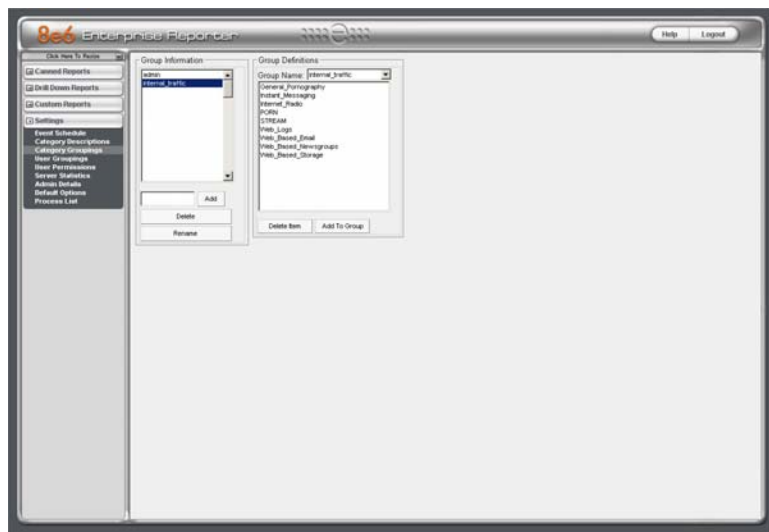 8e6 Enterprise Reporter
Help
Logout
Click Here To Resize
Canned Reports
Drill Down Reports
Custom Reports
Settings
Event Schedule
Category Descriptions
Category Groupings
User Groupings
User Permissions
Server Statistics
Admin Details
Default Options
Process List
Group Information
admin
internal_traffic
Add
Delete
Rename
Group Definitions
Group Name: internal_traffic
General_Pornography
Instant_Messaging
Internet_Radio
PORN
STREAM
Web_Logs
Web_Based_Email
Web_Based_Newsgroups
Web_Based_Storage
Delete Item
Add To Group